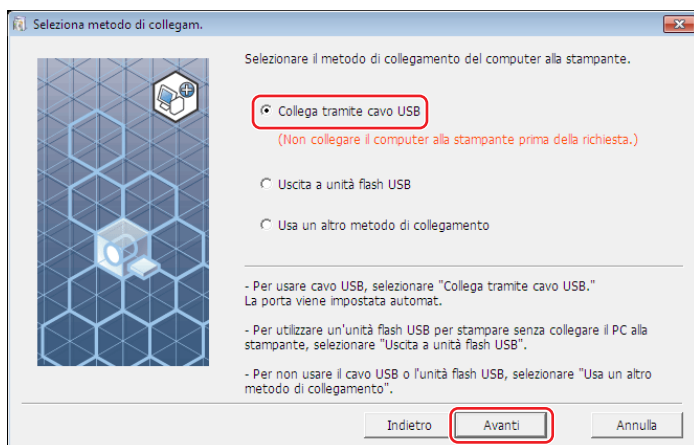 Seleziona metodo di collegam.
Selezionare il metodo di collegamento del computer alla stampante.
Collega tramite cavo USB
(Non collegare il computer alla stampante prima della richiesta.)
Uscita a unità flash USB
Usa un altro metodo di collegamento
- Per usare cavo USB, selezionare "Collega tramite cavo USB."
La porta viene impostata automat.
- Per utilizzare un'unità flash USB per stampare senza collegare il PC alla
stampante, selezionare "Uscita a unità flash USB".
- Per non usare il cavo USB o l'unità flash USB, selezionare "Usa un altro
metodo di collegamento".
Indietro Avanti Annulla